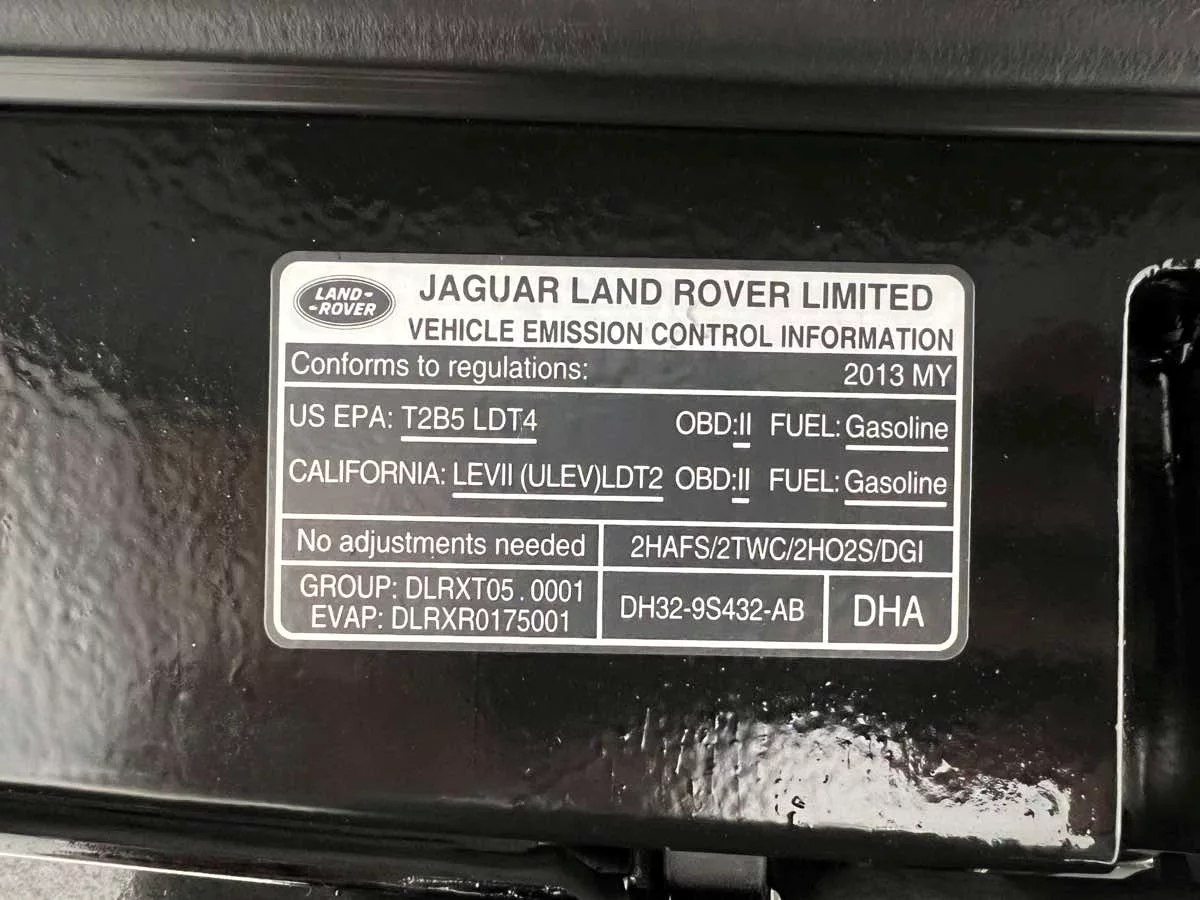 LAND-
-ROVER
JAGUAR LAND ROVER LIMITED
VEHICLE EMISSION CONTROL INFORMATION
Conforms to regulations: 2013 MY
US EPA: T2B5 LDT4 OBD:II FUEL: Gasoline
CALIFORNIA: LEVII (ULEV)LDT2 OBD:II FUEL: Gasoline
No adjustments needed 2HAFS/2TWC/2HO2S/DGI
GROUP: DLRXT05.0001
EVAP: DLRXR0175001
DH32-9S432-AB DHA